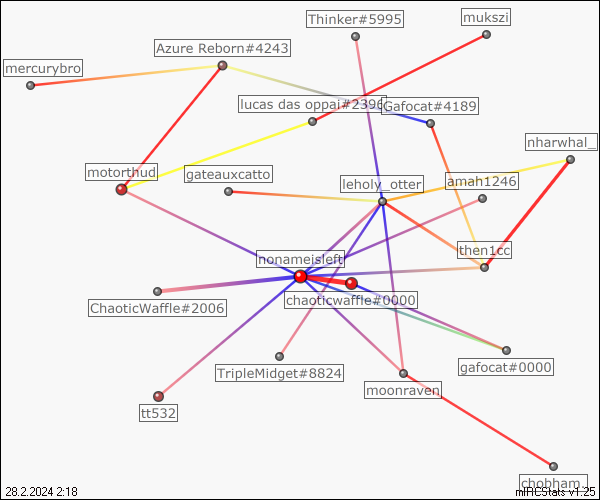 Thinker#5995
mukszi
Azure Reborn#4243
mercurybro
lucas das oppai#2396
Gafocat#4189
nharwhal_
motorthud
gateauxcatto
leholy_otter
amah1246
then1cc
nonameisleft
chaoticwaffle#0000
ChaoticWaffle#2006
gafocat#0000
TripleMidget#8824
moonraven
tt532
chobham_
28.2.2024 2:18
mIRCStats v1.25